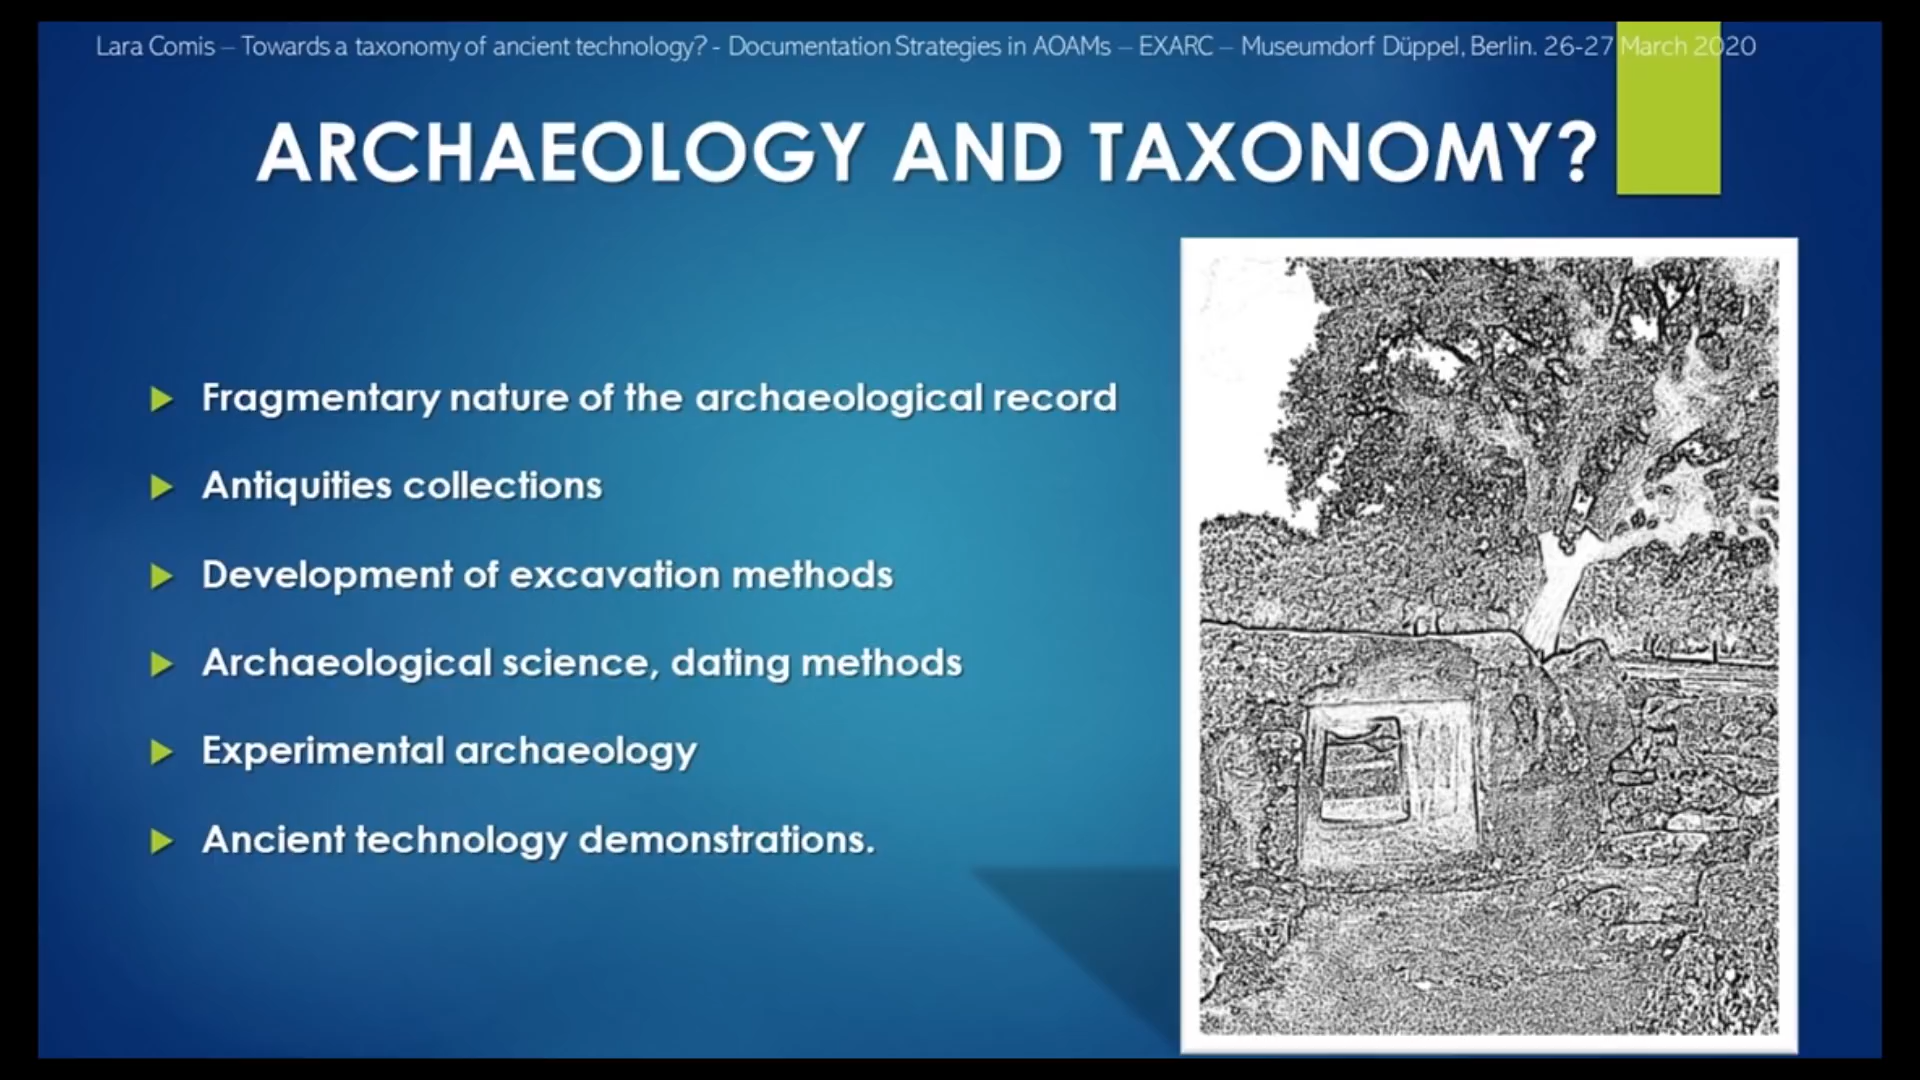 Lara Comis – Towards a taxonomy of ancient technology? - Documentation Strategies in AOAMs – EXARC – Museumdorf Düppel, Berlin. 26-27 March 2020
ARCHAEOLOGY AND TAXONOMY?
Fragmentary nature of the archaeological record
Antiquities collections
Development of excavation methods
Archaeological science, dating methods
Experimental archaeology
Ancient technology demonstrations.